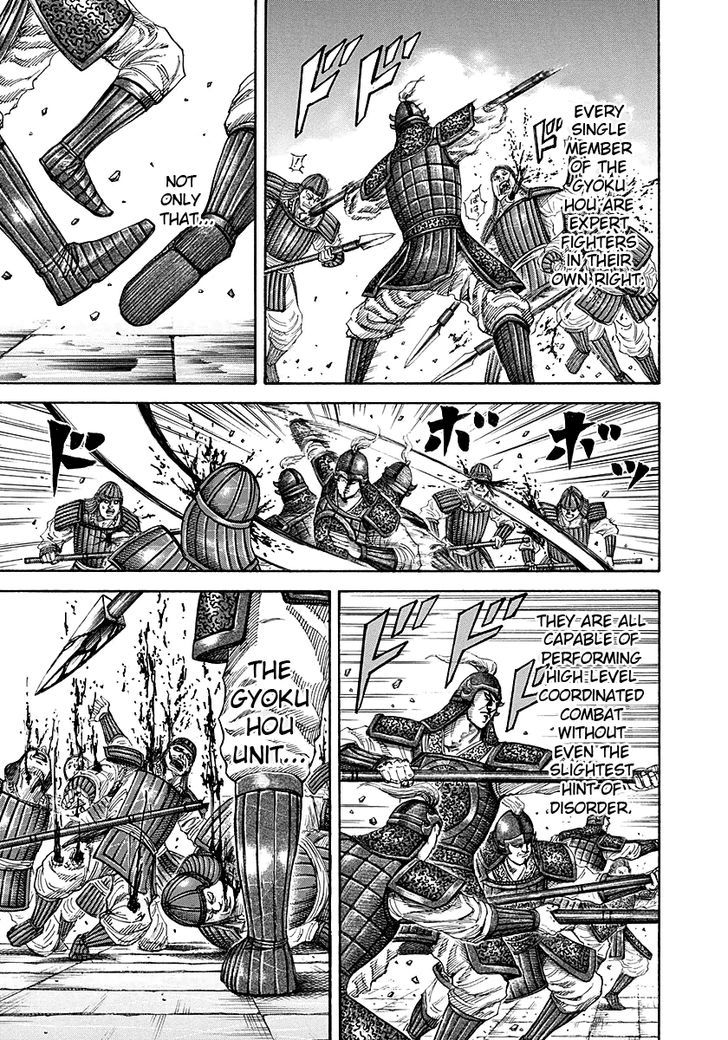 ドドド
EVERY
SINGLE
MEMBER
OF THE
GYOKU
HOU ARE
EXPERT
FIGHTERS
IN THEIR
OWN RIGHT.
NOT
ONLY
THAT...
ボボッ
ド
ドドド
THEY ARE ALL
CAPABLE OF
PERFORMING
HIGH-LEVEL
COORDINATED
COMBAT
WITHOUT
EVEN THE
SLIGHTEST
HINT OF
DISORDER.
THE
GYOKU
HOU
UNIT...